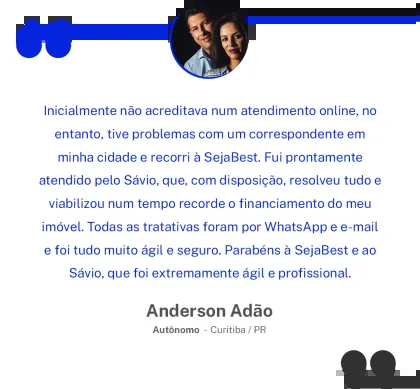 Inicialmente não acreditava num atendimento online, no
entanto, tive problemas com um correspondente em
minha cidade e recorri à SejaBest. Fui prontamente
atendido pelo Sávio, que, com disposição, resolveu tudo e
viabilizou num tempo recorde o financiamento do meu
imóvel. Todas as tratativas foram por WhatsApp e e-mail
e foi tudo muito ágil e seguro. Parabéns à SejaBest e ao
Sávio, que foi extremamente ágil e profissional.
Anderson Adão
Autônomo - Curitiba / PR